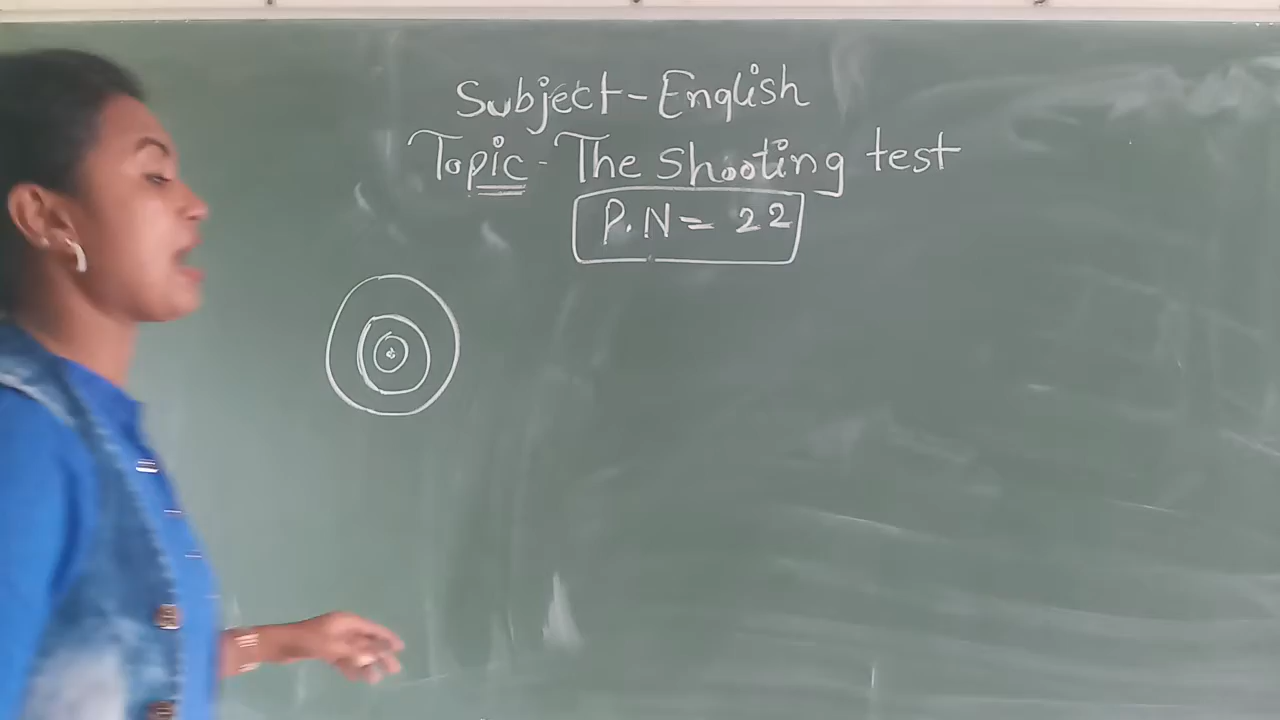 Subject-English
Topic - The shooting test
P.N = 22